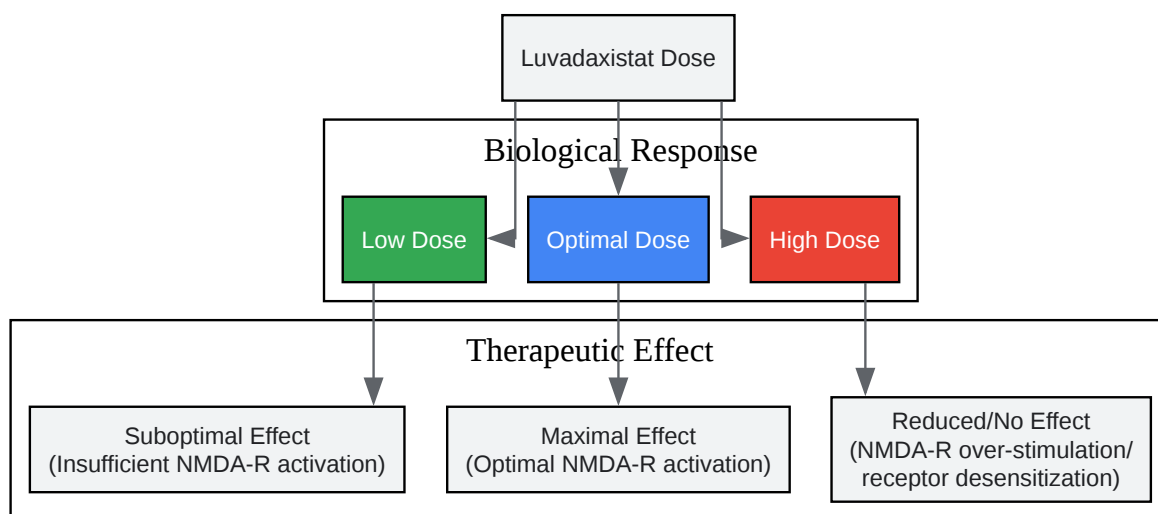 Luvadaxistat Dose
Biological Response
Low Dose
Optimal Dose
High Dose
Therapeutic Effect
Suboptimal Effect
(Insufficient NMDA-R activation)
Maximal Effect
(Optimal NMDA-R activation)
Reduced/No Effect
(NMDA-R over-stimulation/
receptor desensitization)